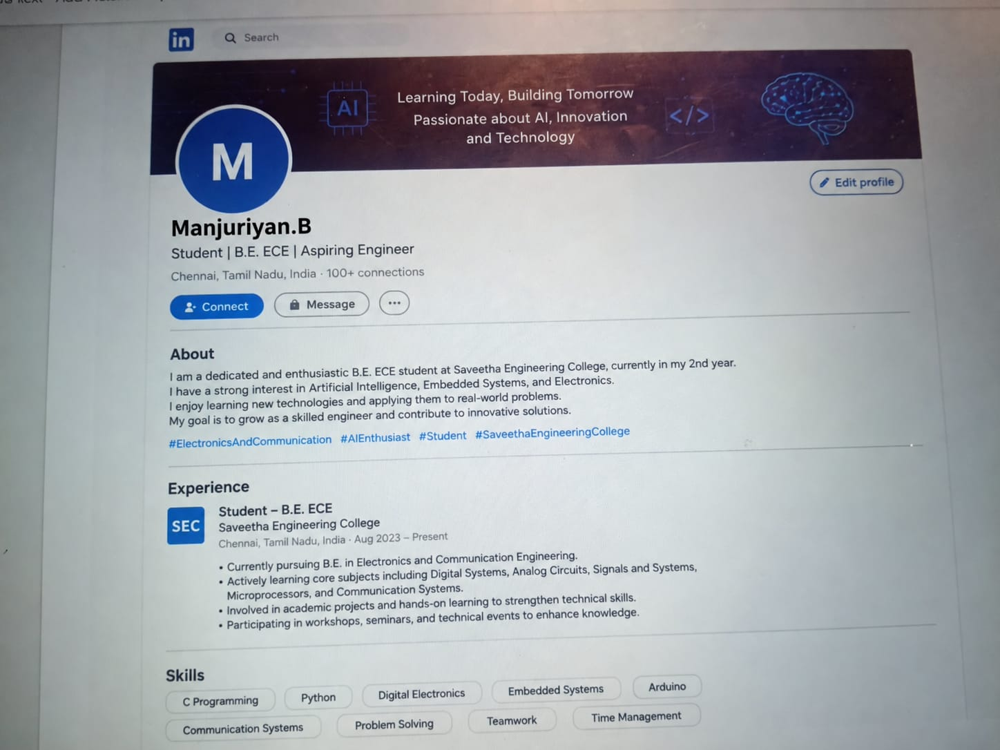 in Search
AI
Learning Today, Building Tomorrow
Passionate about AI, Innovation
and Technology
</>
M
Edit profile
Manjuriyan.B
Student | B.E. ECE | Aspiring Engineer
Chennai, Tamil Nadu, India · 100+ connections
Connect Message ...
About
I am a dedicated and enthusiastic B.E. ECE student at Saveetha Engineering College, currently in my 2nd year.
I have a strong interest in Artificial Intelligence, Embedded Systems, and Electronics.
I enjoy learning new technologies and applying them to real-world problems.
My goal is to grow as a skilled engineer and contribute to innovative solutions.
#ElectronicsAndCommunication #AIEnthusiast #Student #SaveethaEngineeringCollege
Experience
SEC
Student – B.E. ECE
Saveetha Engineering College
Chennai, Tamil Nadu, India · Aug 2023 – Present
• Currently pursuing B.E. in Electronics and Communication Engineering.
• Actively learning core subjects including Digital Systems, Analog Circuits, Signals and Systems,
Microprocessors, and Communication Systems.
• Involved in academic projects and hands-on learning to strengthen technical skills.
• Participating in workshops, seminars, and technical events to enhance knowledge.
Skills
C Programming Python Digital Electronics Embedded Systems Arduino
Communication Systems Problem Solving Teamwork Time Management